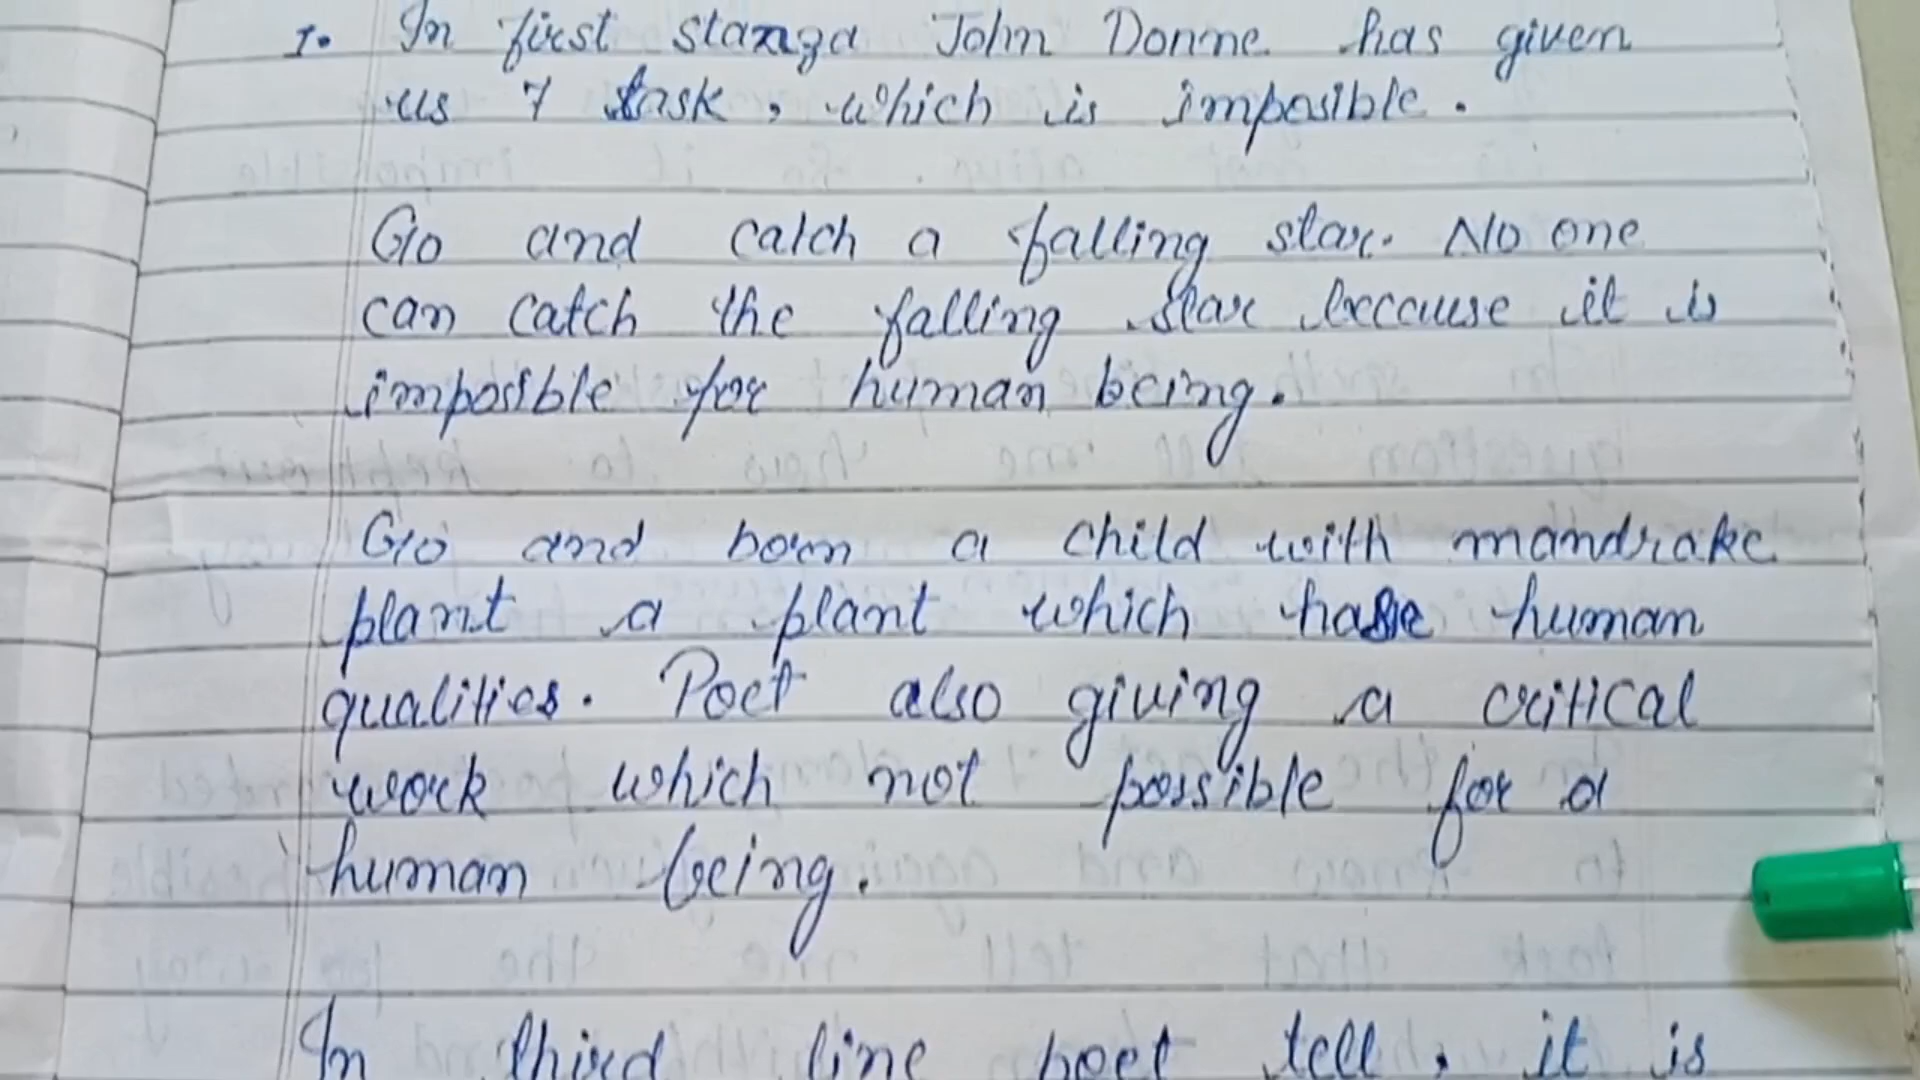 1. In first stanza John Donne has given
us 7 task, which is imposible.
Go and catch a falling star. No one
can catch the falling star because it is
imposible for human being.
Go and born a child with mandrake
plant a plant which have human
qualities. Poet also giving a critical
work which not possible for a
human being.
In third line poet tell, it is